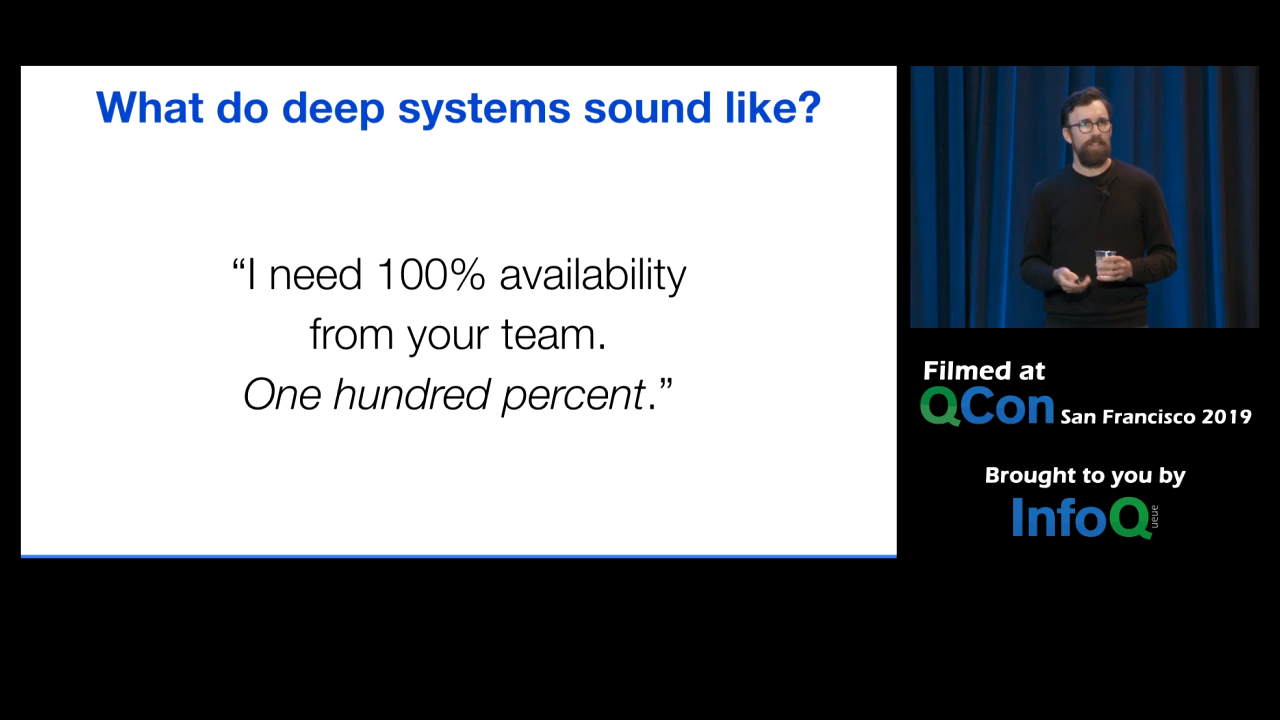 What do deep systems sound like?
“I need 100% availability
from your team.
One hundred percent.”
Filmed at
QCon San Francisco 2019
Brought to you by
InfoQ
ueue